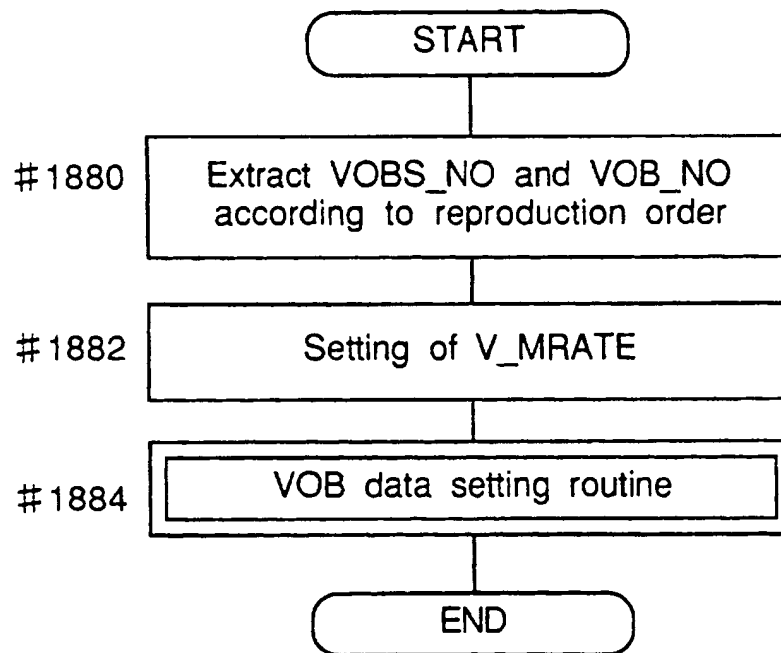 START
#1880
Extract VOBS_NO and VOB_NO
according to reproduction order
#1882
Setting of V_MRATE
#1884
VOB data setting routine
END